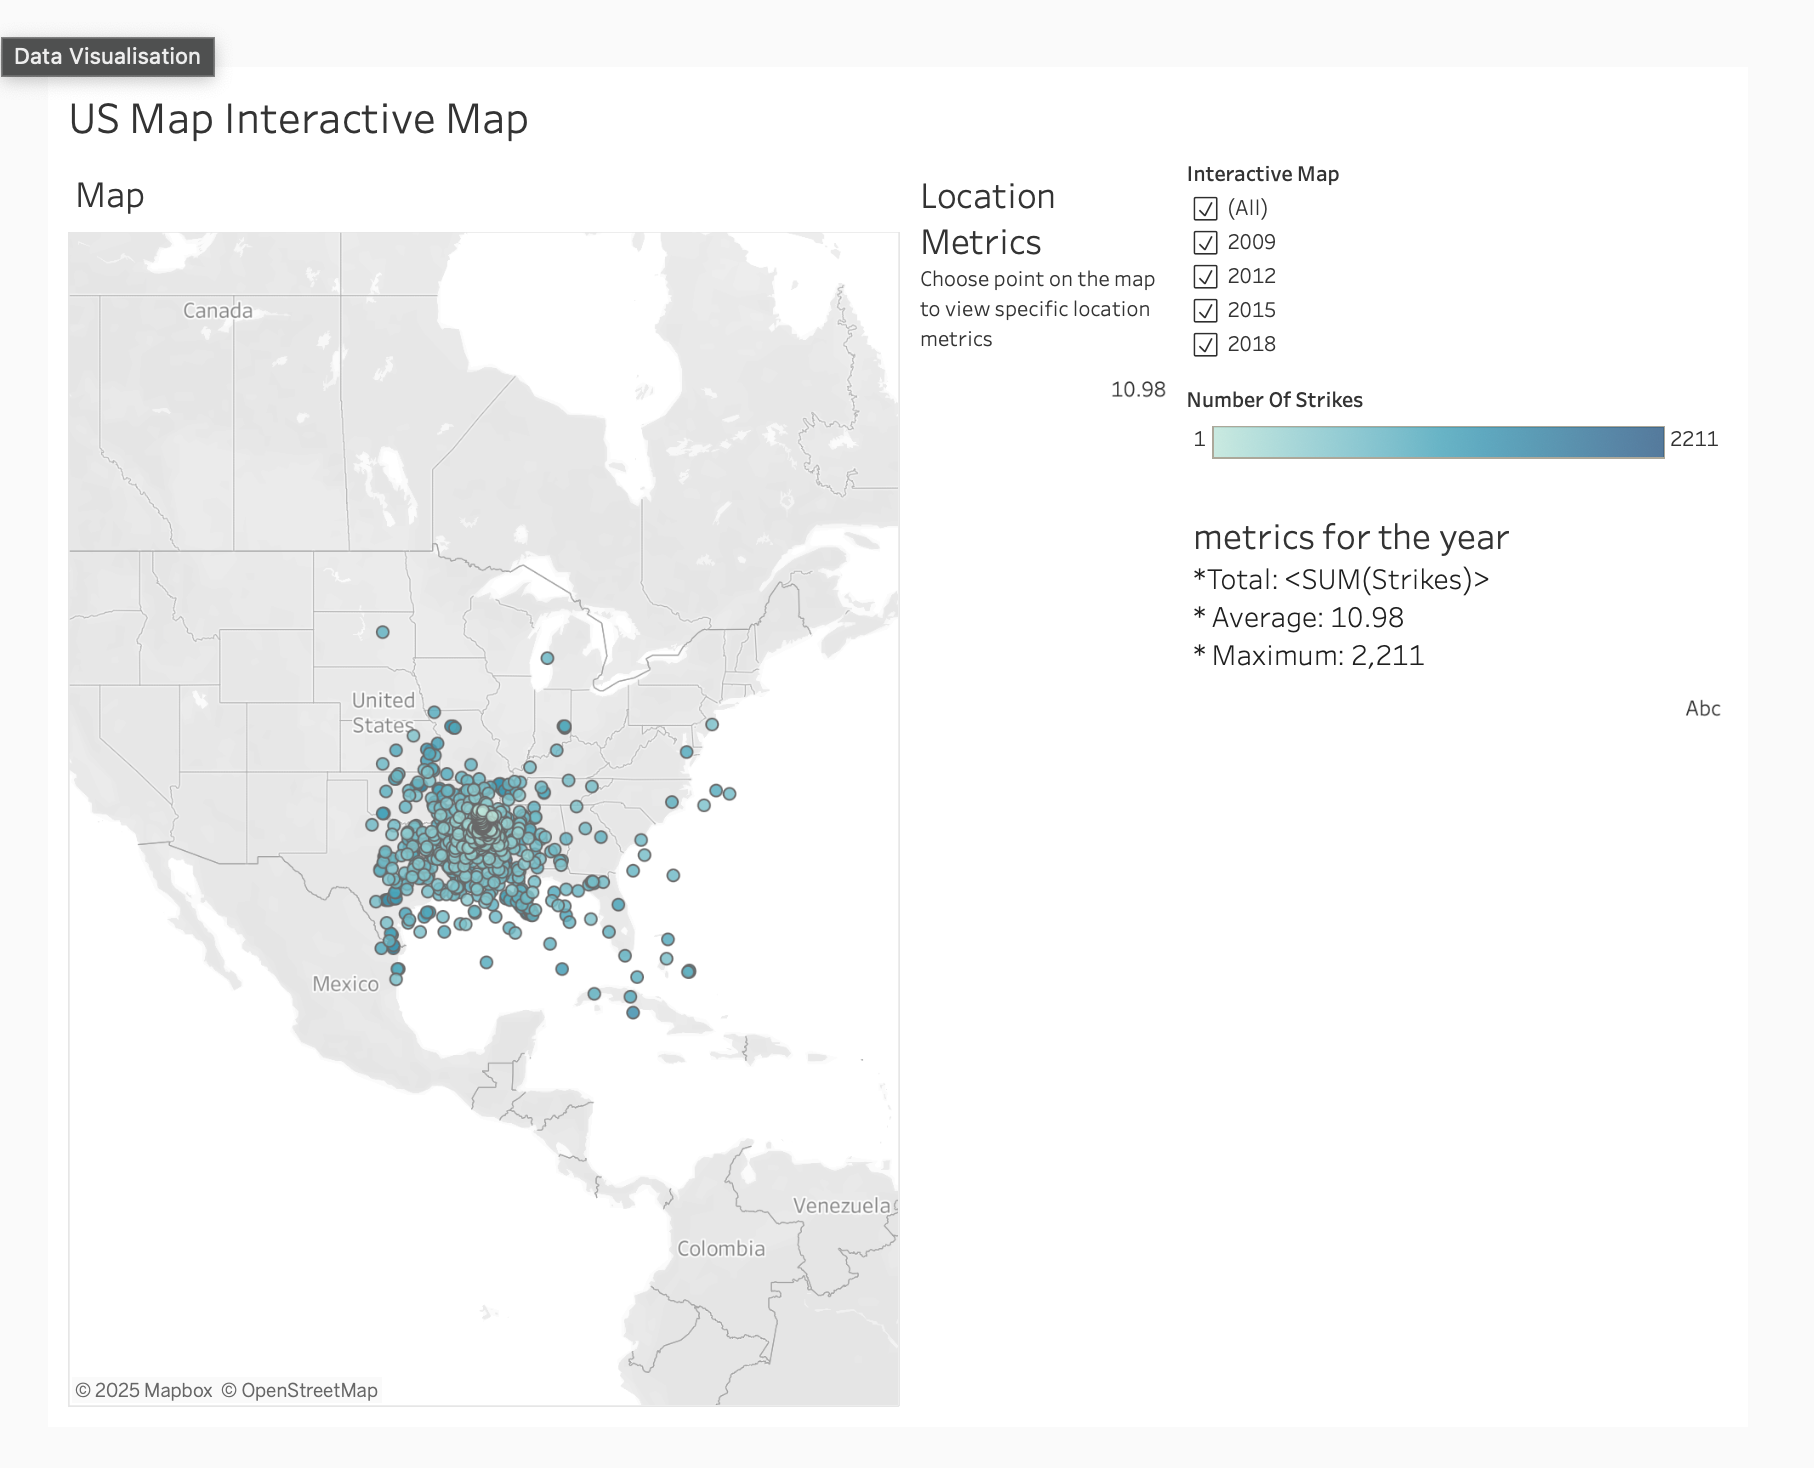 Data Visualisation
US Map Interactive Map
Map
Canada
United
States
Mexico
Venezuela
Colombia
© 2025 Mapbox © OpenStreetMap
Location
Metrics
Choose point on the map
to view specific location
metrics
10.98
Interactive Map
(All)
2009
2012
2015
2018
Number Of Strikes
1 2211
metrics for the year
*Total: <SUM(Strikes)>
* Average: 10.98
* Maximum: 2,211
Abc